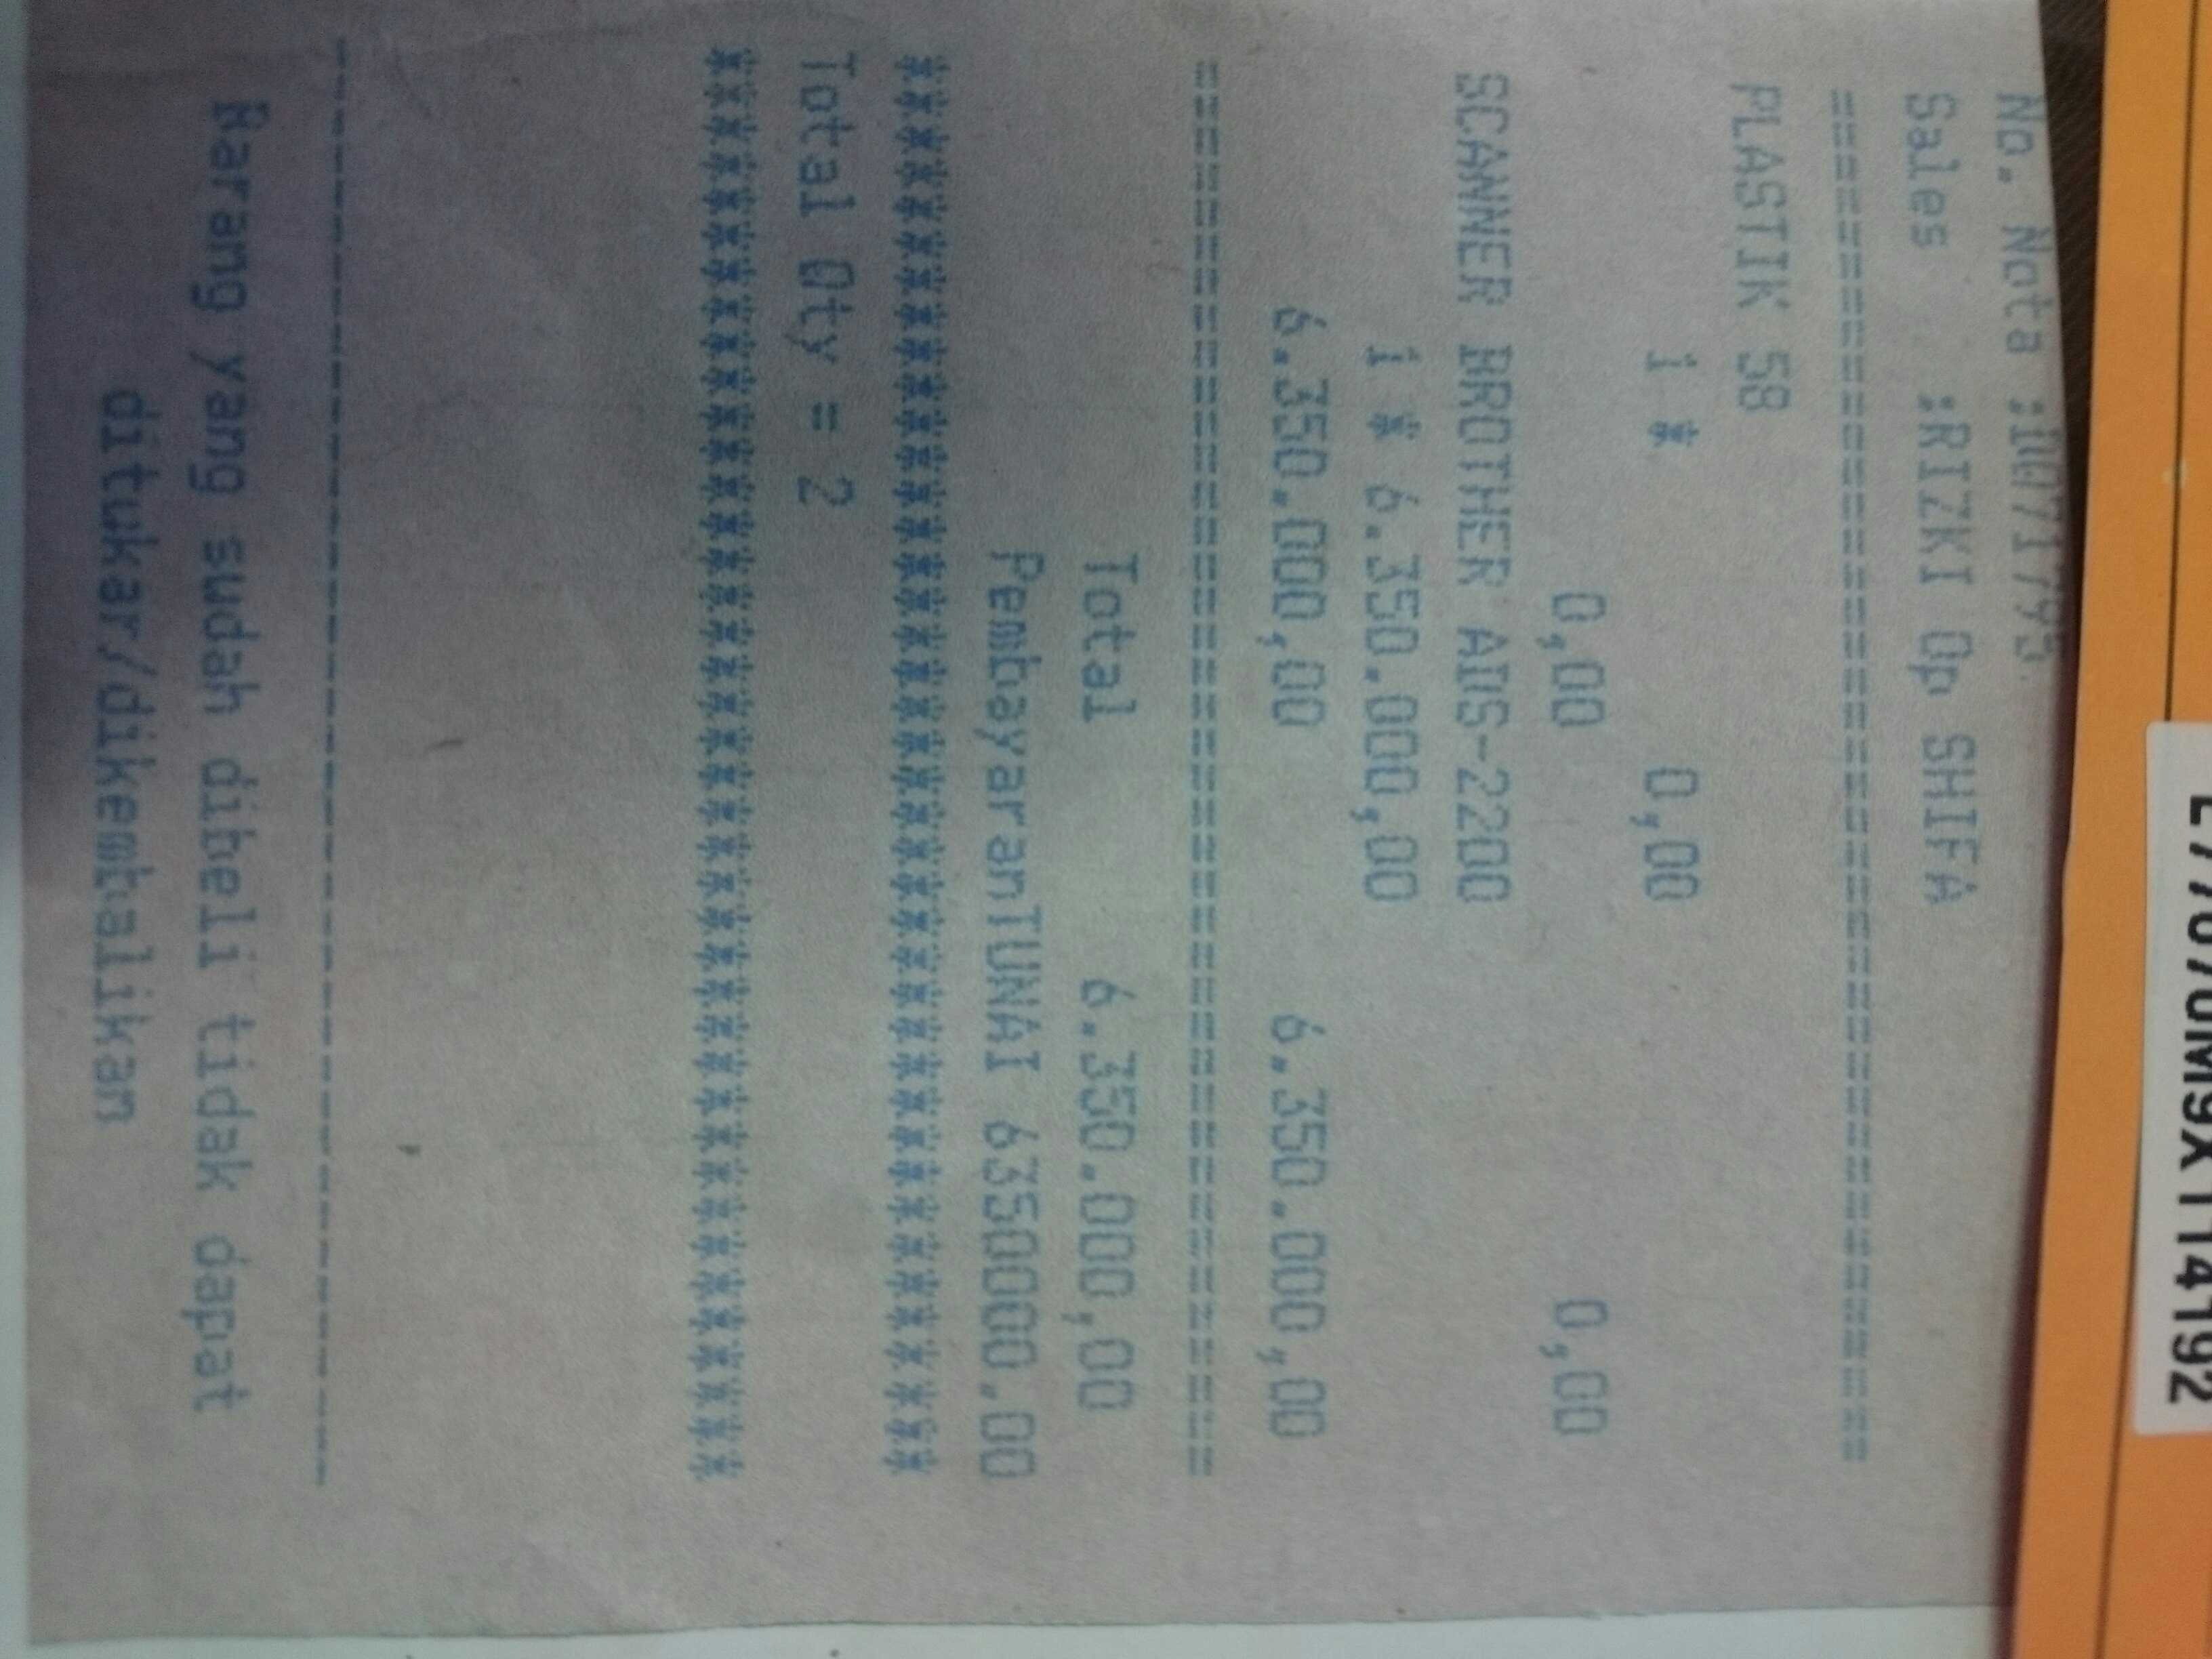 Sales :RIZKI Op SHIFA
No. Nota
================================
PLASTIK 58
1 * 0,00
0,00 0,00
SCANNER BROTHER ADS-2200
1 * 6.350.000,00
6.350.000,00 6.350.000,00
================================
Total 6.350.000,00
PembayaranTUNAI 6350000.00
Total Qty = 2
Barang yang sudah dibeli tidak dapat
ditukar/dikembalikan